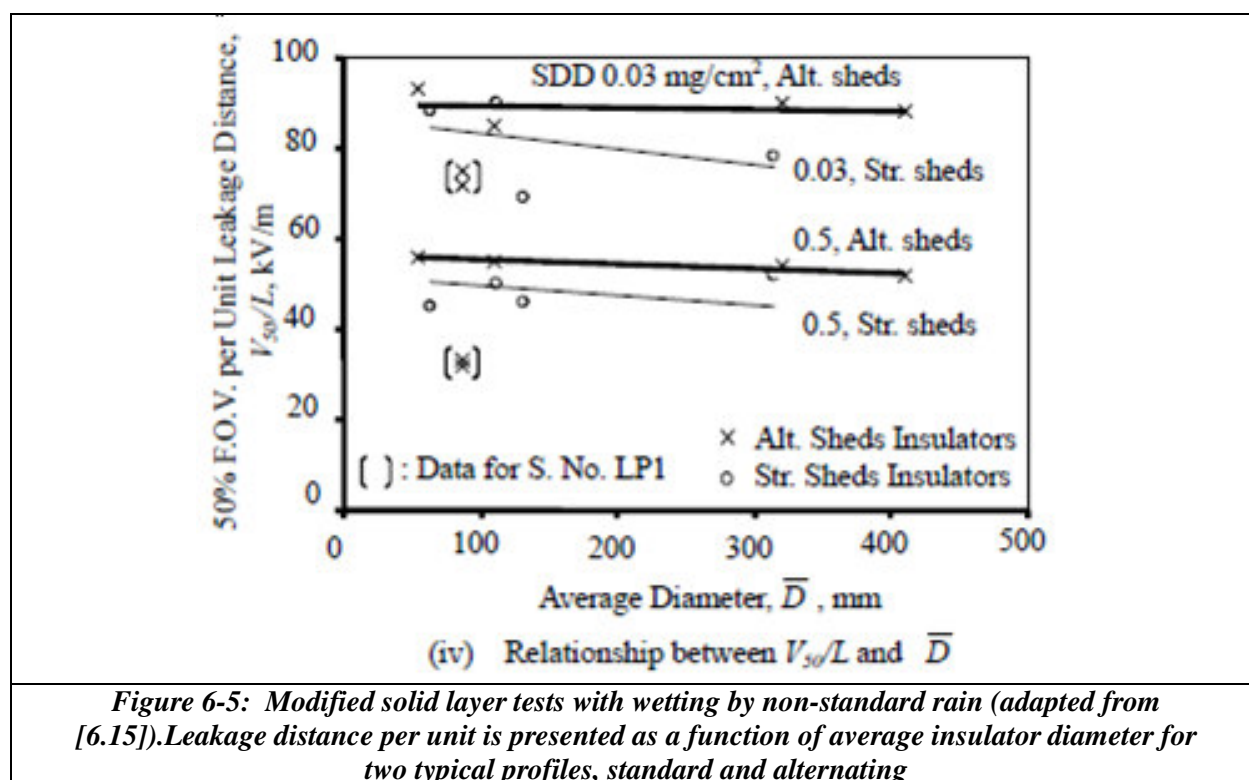 50% F.O.V. per Unit Leakage Distance,
V50/L, kV/m
100
80
60
40
20
0
SDD 0.03 mg/cm², Alt. sheds
0.03, Str. sheds
0.5, Alt. sheds
0.5, Str. sheds
× Alt. Sheds Insulators
[ ] : Data for S. No. LP1
o Str. Sheds Insulators
0 100 200 300 400 500
Average Diameter, D̅ , mm
(iv) Relationship between V50/L and D̅
Figure 6-5: Modified solid layer tests with wetting by non-standard rain (adapted from
[6.15]).Leakage distance per unit is presented as a function of average insulator diameter for
two typical profiles, standard and alternating